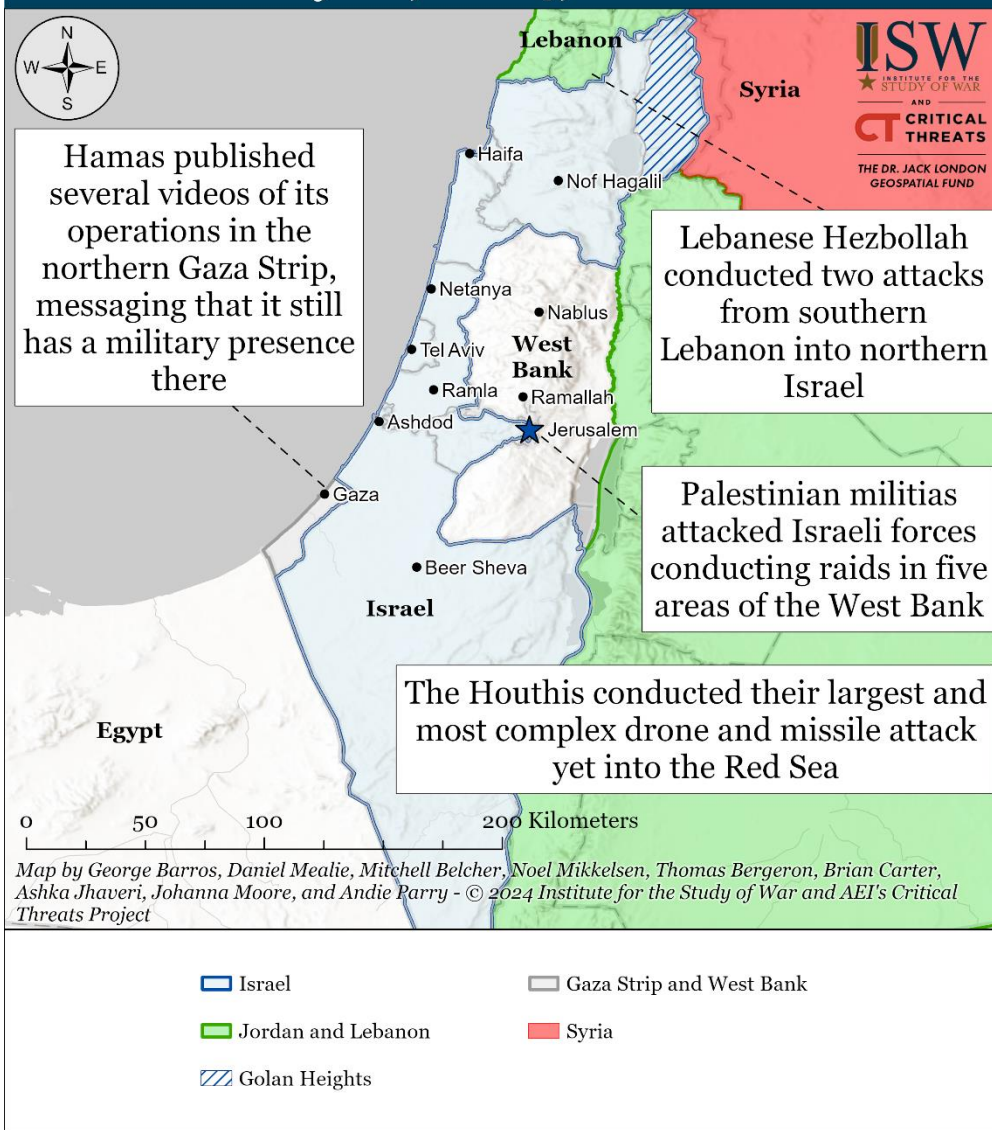 N
W E
S
Lebanon
Syria
ISW
INSTITUTE FOR THE
STUDY OF WAR
AND
CT CRITICAL
THREATS
THE DR. JACK LONDON
GEOSPATIAL FUND
Hamas published
several videos of its
operations in the
northern Gaza Strip,
messaging that it still
has a military presence
there
Haifa
Nof Hagalil
Lebanese Hezbollah
conducted two attacks
from southern
Lebanon into northern
Israel
Netanya
Nablus
Tel Aviv
West
Bank
Ramla
Ramallah
Ashdod
Jerusalem
Gaza
Palestinian militias
attacked Israeli forces
conducting raids in five
areas of the West Bank
Beer Sheva
Israel
The Houthis conducted their largest and
most complex drone and missile attack
yet into the Red Sea
Egypt
0 50 100 200 Kilometers
Map by George Barros, Daniel Mealie, Mitchell Belcher, Noel Mikkelsen, Thomas Bergeron, Brian Carter,
Ashka Jhaveri, Johanna Moore, and Andie Parry - © 2024 Institute for the Study of War and AEI's Critical
Threats Project
Israel
Gaza Strip and West Bank
Jordan and Lebanon
Syria
Golan Heights